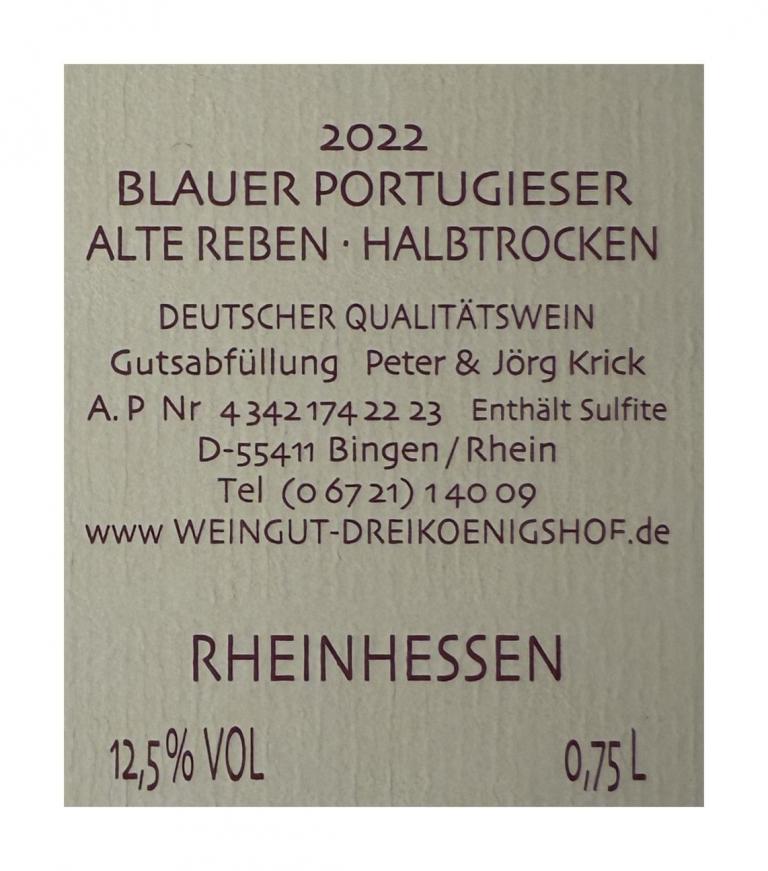 2022
BLAUER PORTUGIESER
ALTE REBEN · HALBTROCKEN
DEUTSCHER QUALITÄTSWEIN
Gutsabfüllung Peter & Jörg Krick
A. P Nr 4 342 174 22 23 Enthält Sulfite
D-55411 Bingen / Rhein
Tel (0 67 21) 1 40 09
www WEINGUT-DREIKOENIGSHOF.de
RHEINHESSEN
12,5% VOL 0,75 L